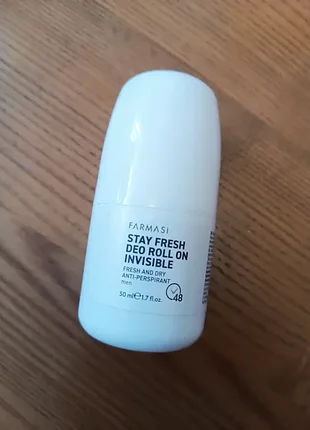 FARMASI
STAY FRESH
DEO ROLL ON
INVISIBLE
FRESH AND DRY
ANTI-PERSPIRANT
men
50 ml℮1.7 fl.oz.
48